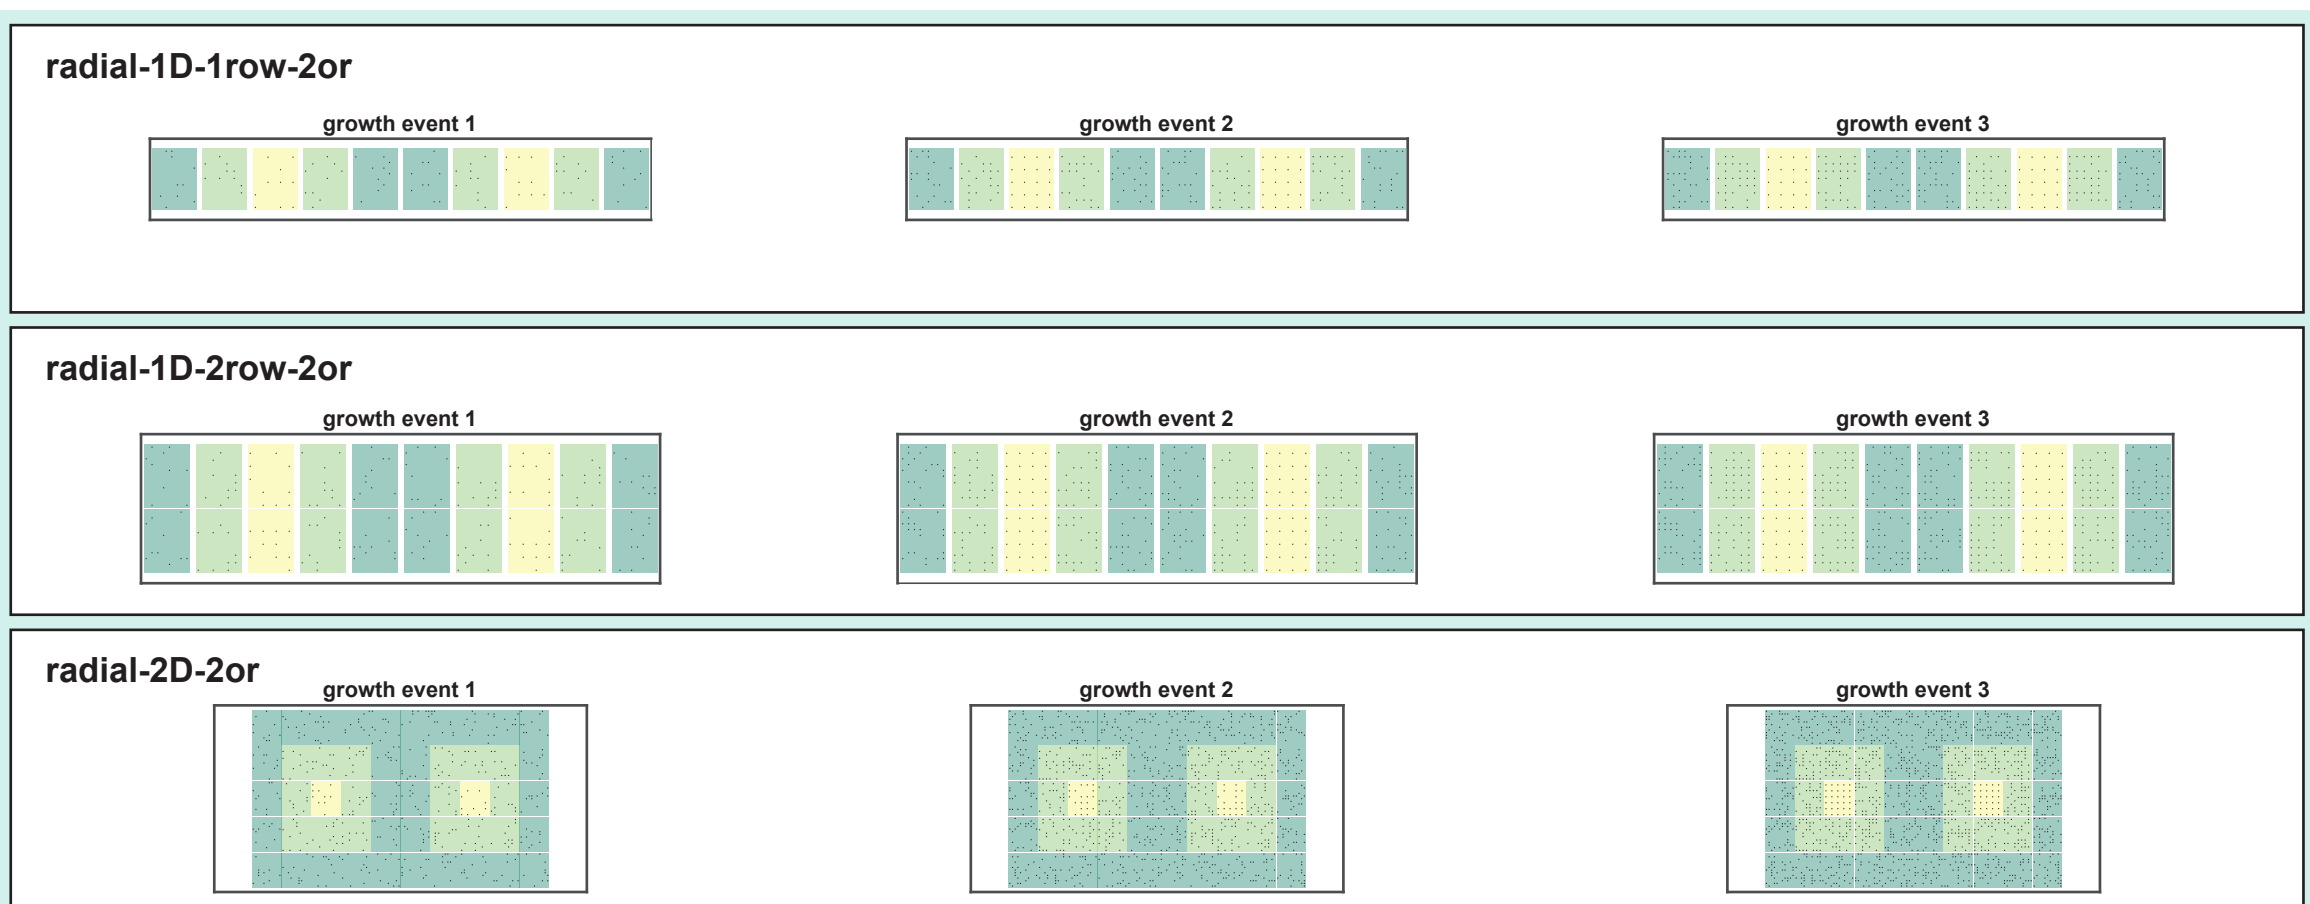 radial-1D-1row-2or
growth event 1
growth event 2
growth event 3
radial-1D-2row-2or
growth event 1
growth event 2
growth event 3
radial-2D-2or
growth event 1
growth event 2
growth event 3